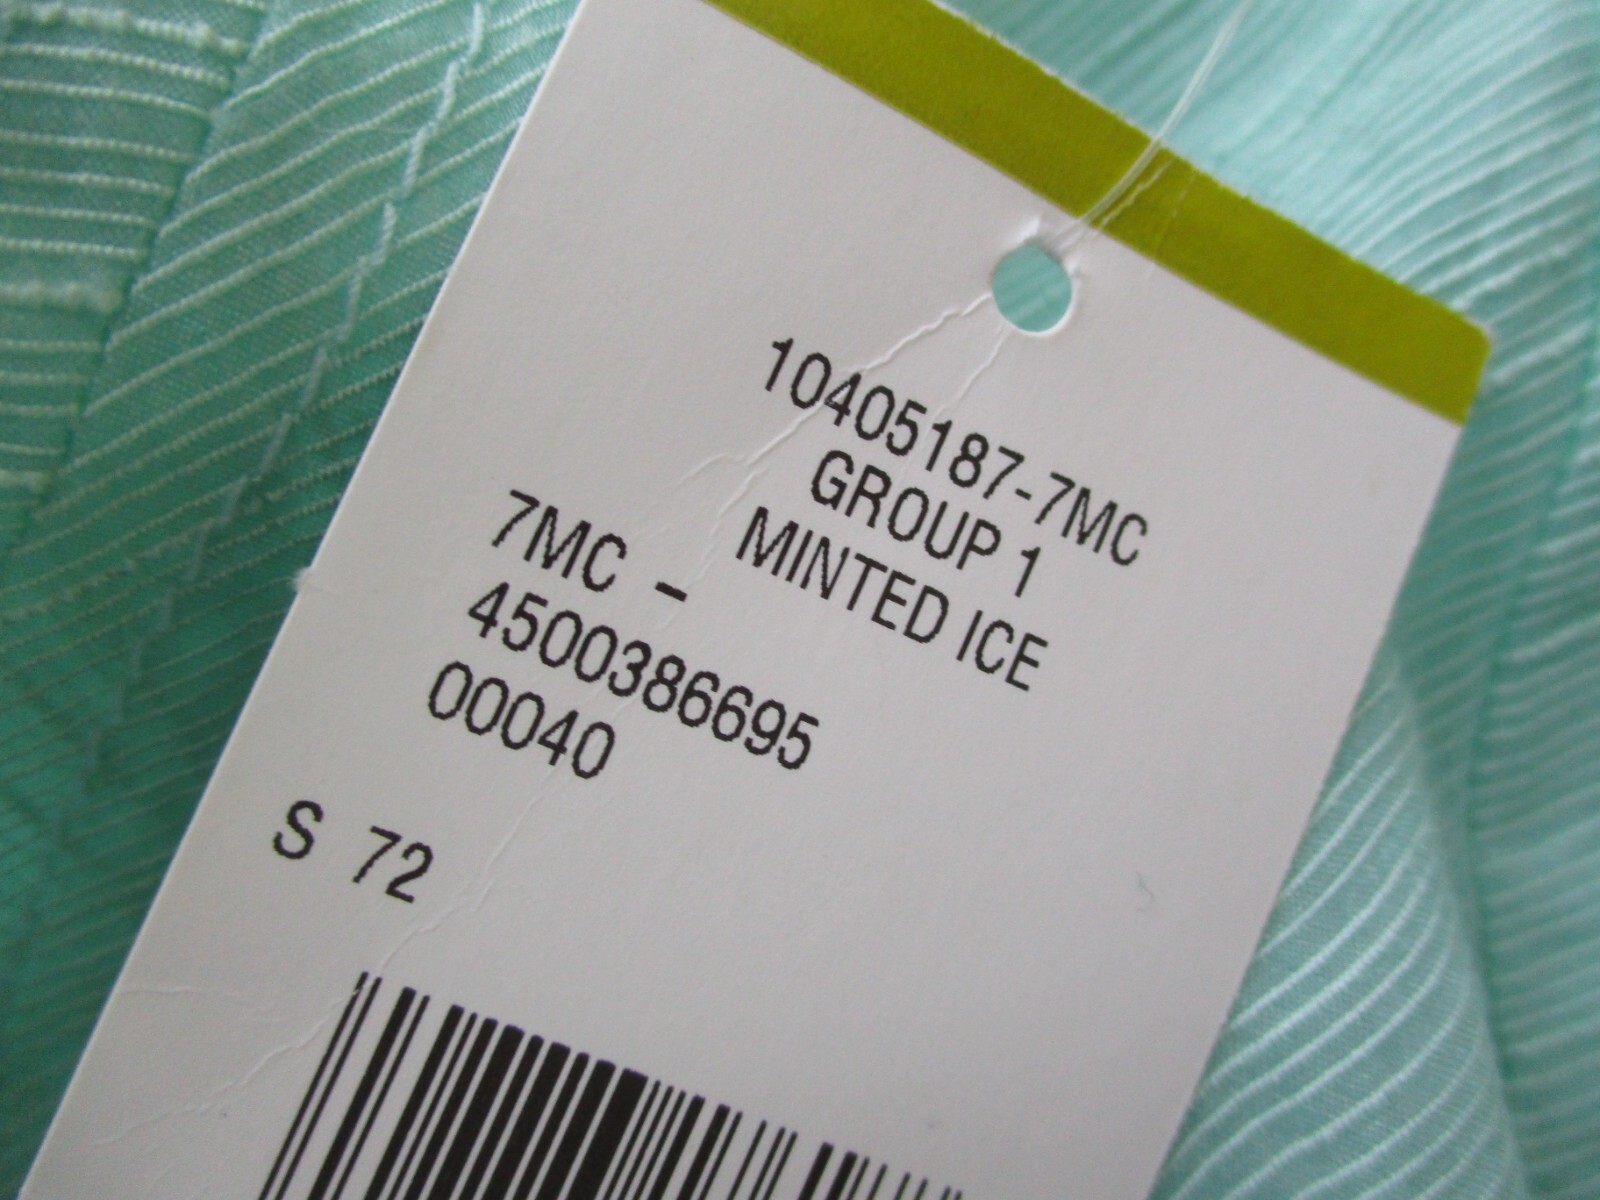 10405187-7MC
GROUP 1
7MC - MINTED ICE
4500386695
00040
S 72